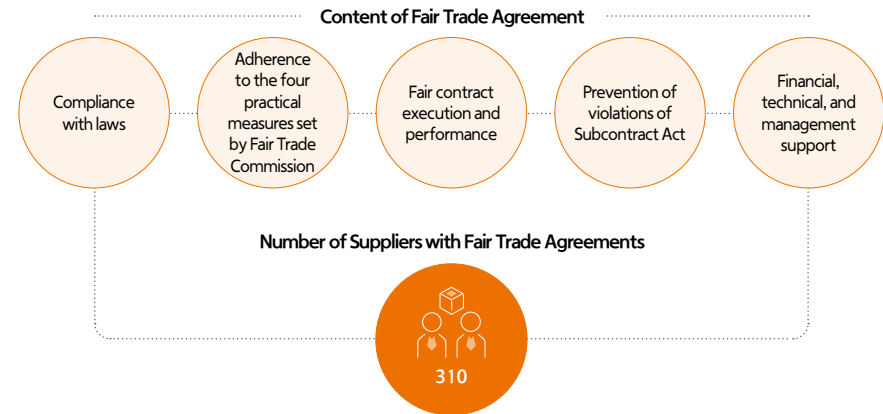 Content of Fair Trade Agreement
Compliance
with laws
Adherence
to the four
practical
measures set
by Fair Trade
Commission
Fair contract
execution and
performance
Prevention of
violations of
Subcontract Act
Financial,
technical, and
management
support
Number of Suppliers with Fair Trade Agreements
310